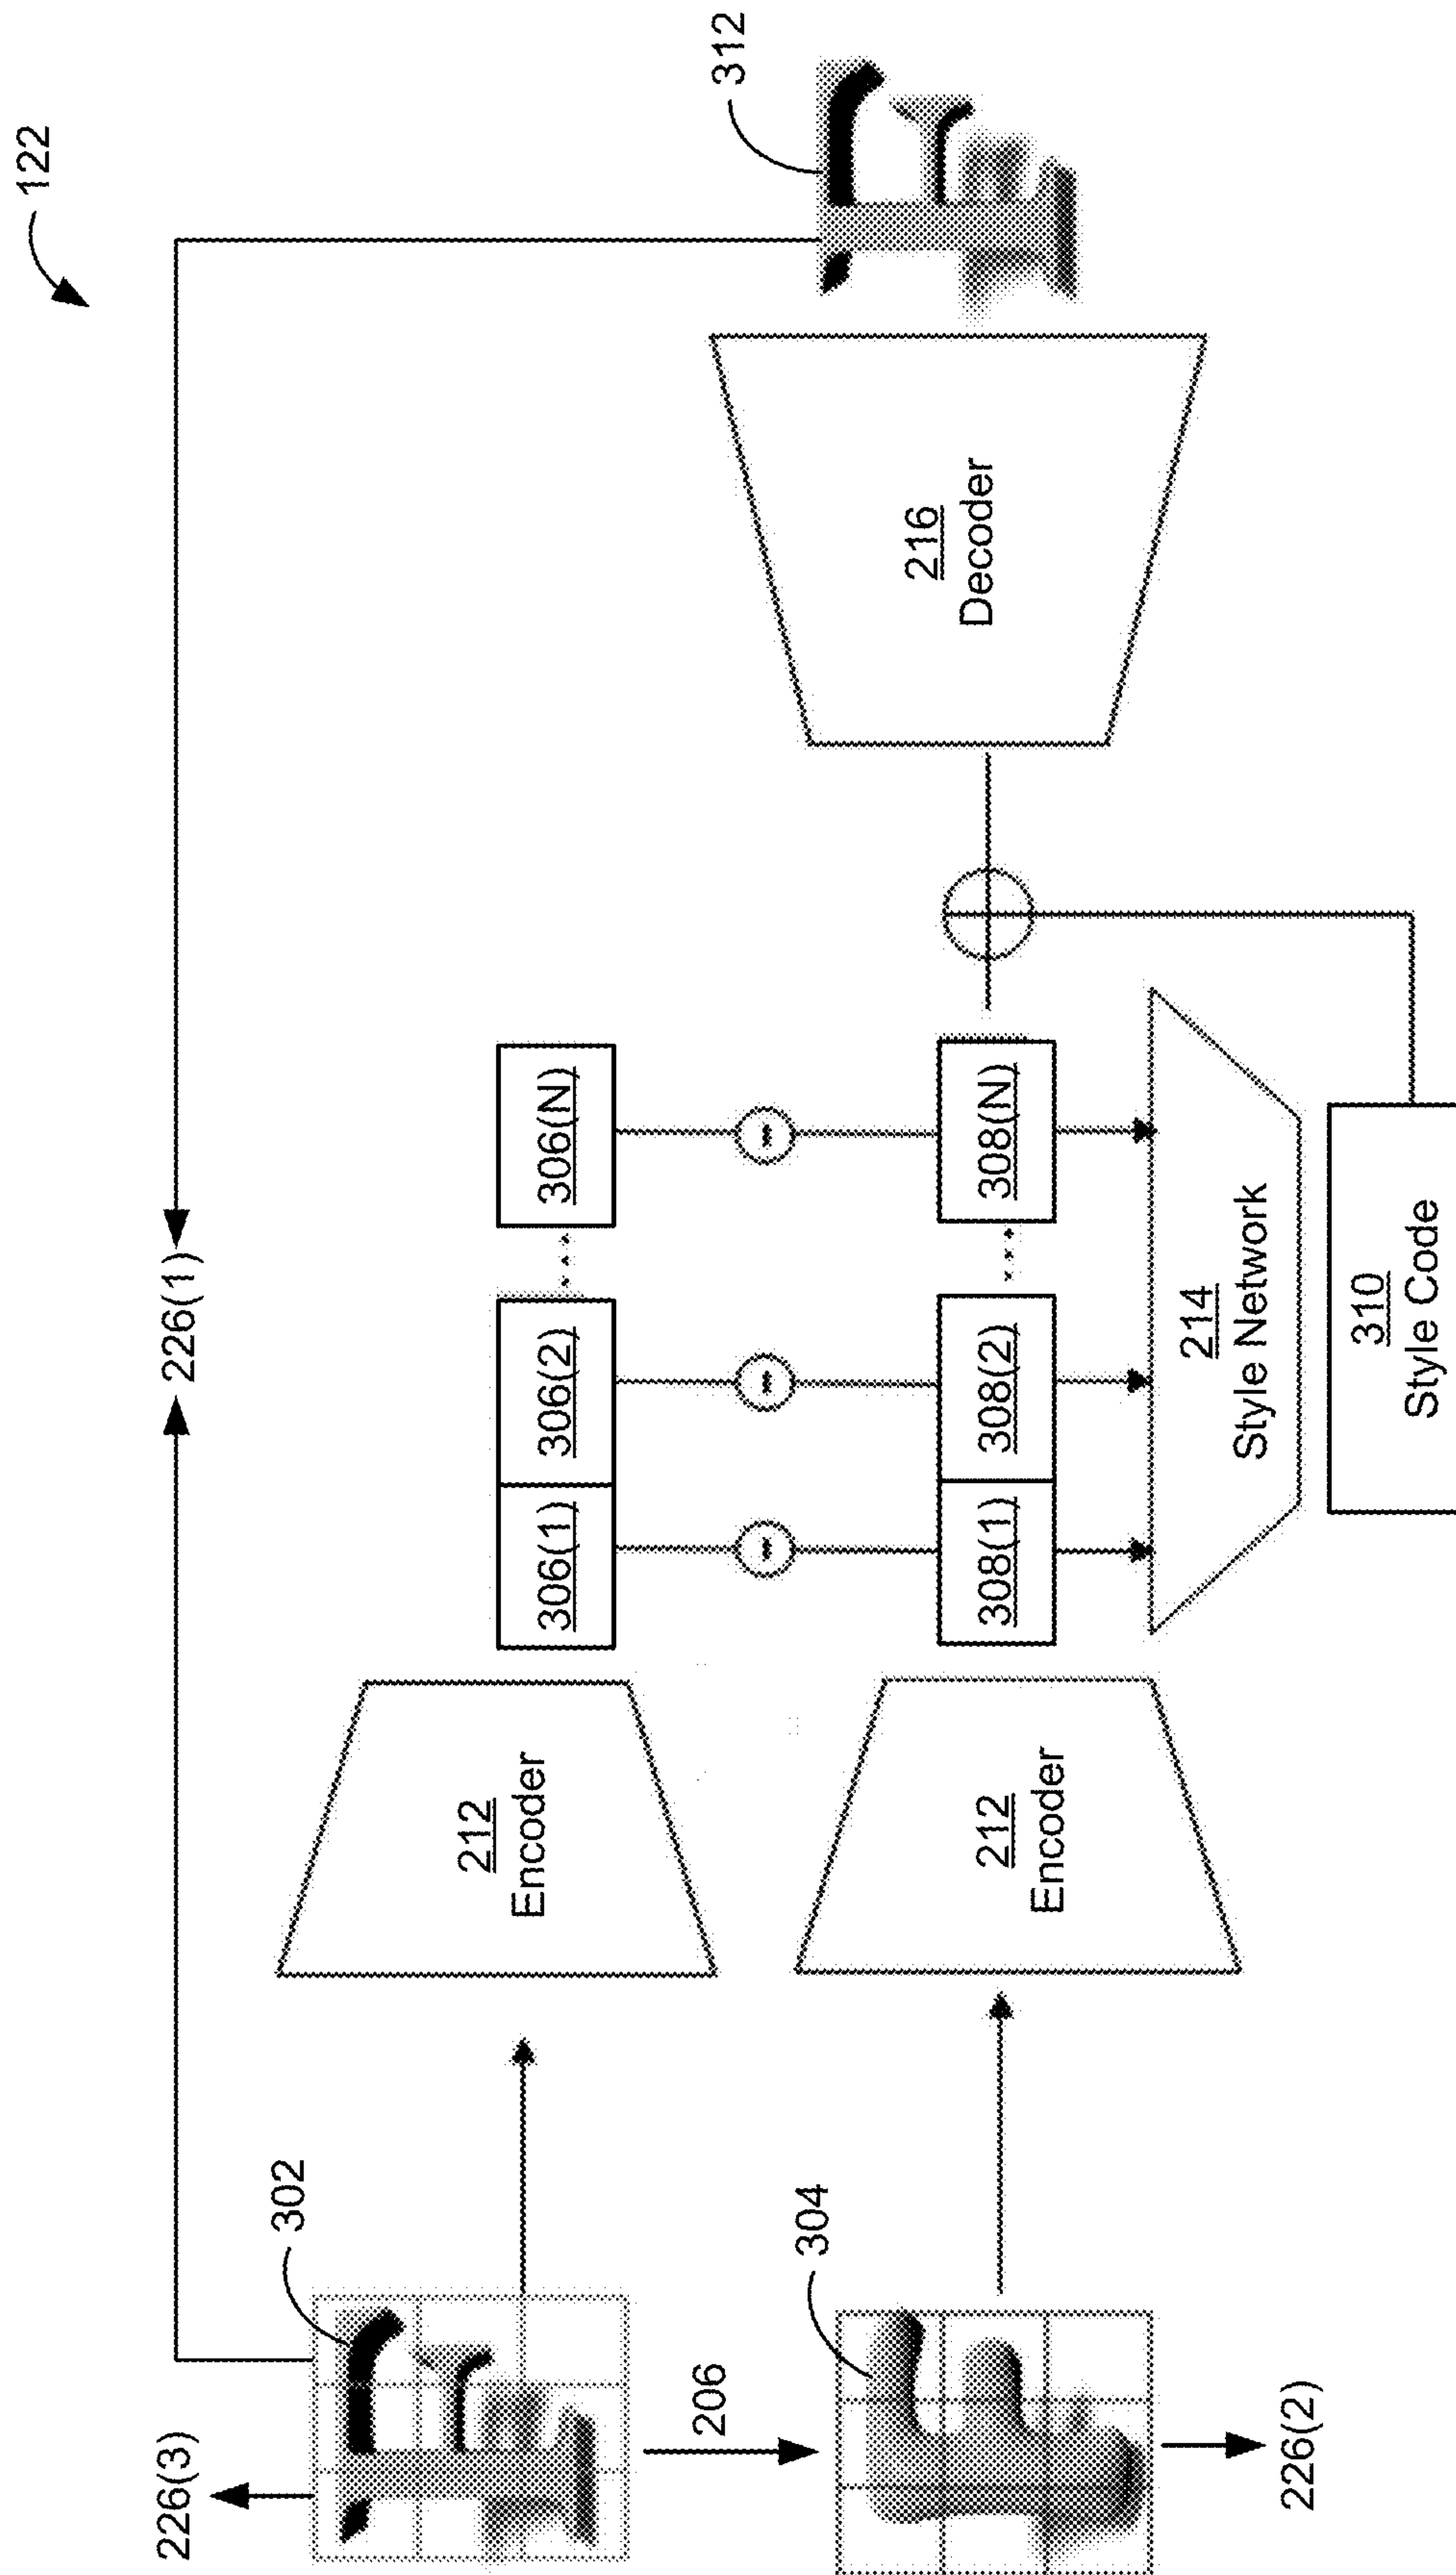 122
226(3)
226(1)
302
212
Encoder
306(1) 306(2) ... 306(N)
206
312
304
216
Decoder
212
Encoder
308(1) 308(2) ... 308(N)
214
Style Network
226(2)
310
Style Code